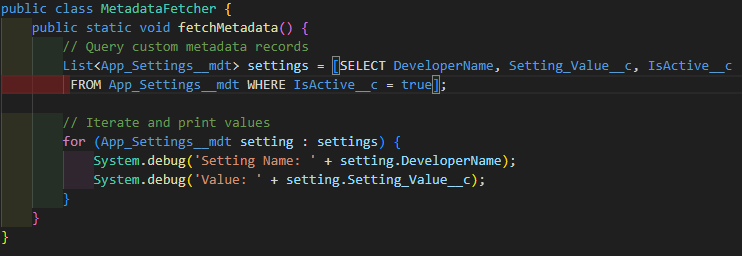 public class MetadataFetcher {
    public static void fetchMetadata() {
        // Query custom metadata records
        List<App_Settings__mdt> settings = [SELECT DeveloperName, Setting_Value__c, IsActive__c
         FROM App_Settings__mdt WHERE IsActive__c = true];

        // Iterate and print values
        for (App_Settings__mdt setting : settings) {
            System.debug('Setting Name: ' + setting.DeveloperName);
            System.debug('Value: ' + setting.Setting_Value__c);
        }
    }
}